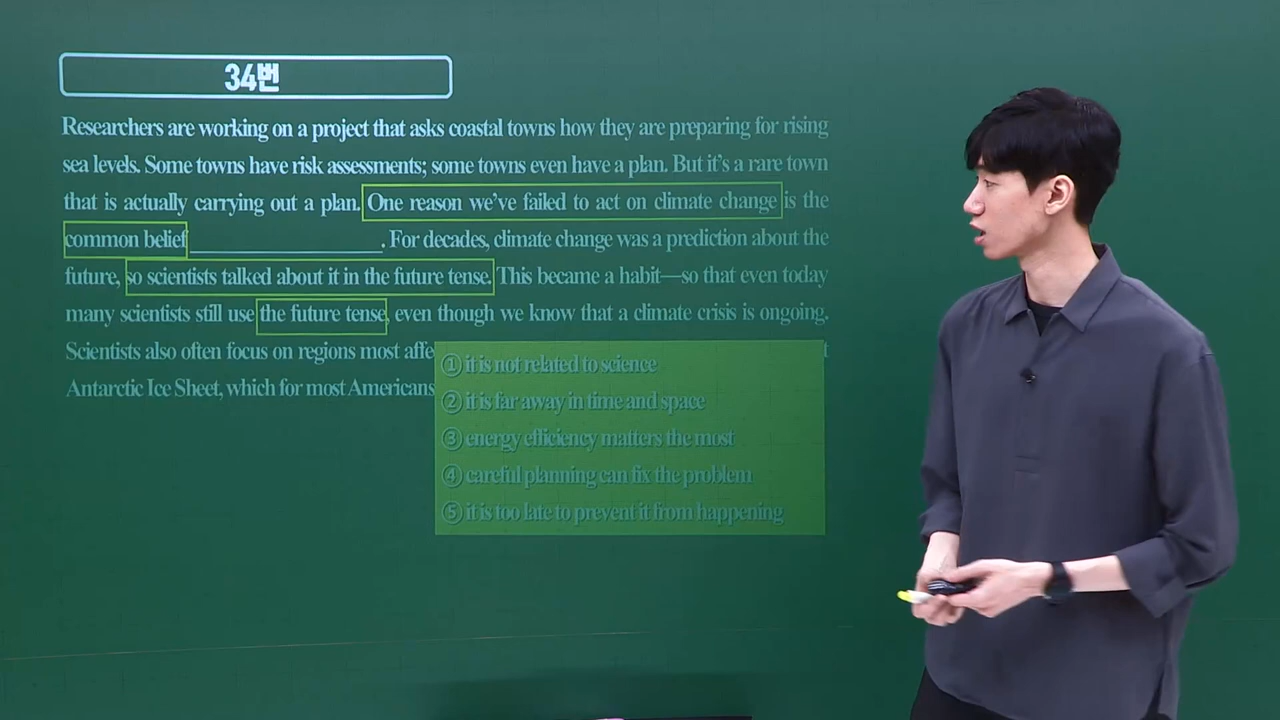 34번
Researchers are working on a project that asks coastal towns how they are preparing for rising
sea levels. Some towns have risk assessments; some towns even have a plan. But it's a rare town
that is actually carrying out a plan. One reason we've failed to act on climate change is the
common belief ____________________. For decades, climate change was a prediction about the
future, so scientists talked about it in the future tense. This became a habit—so that even today
many scientists still use the future tense, even though we know that a climate crisis is ongoing.
Scientists also often focus on regions most
Antarctic Ice Sheet, which for most Americans
① it is not related to science
② it is far away in time and space
③ energy efficiency matters the most
④ careful planning can fix the problem
⑤ it is too late to prevent it from happening